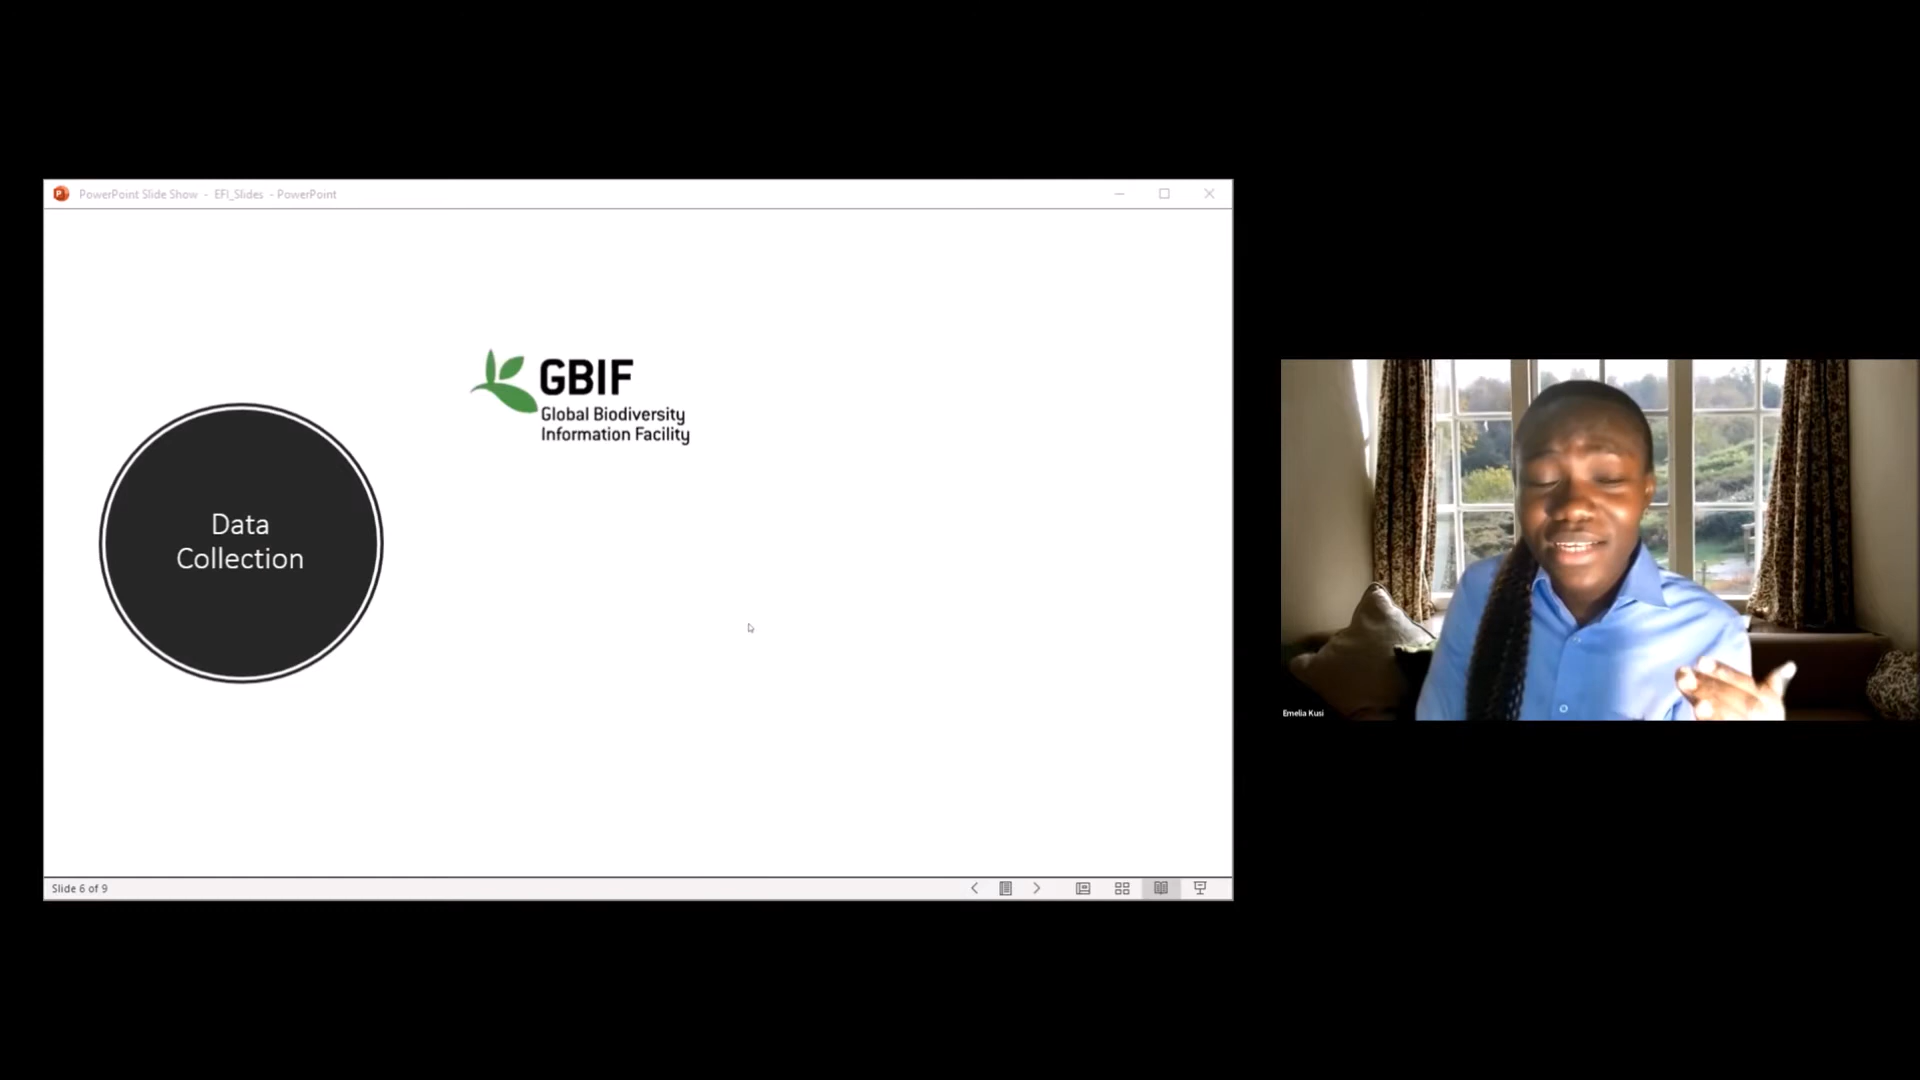 PowerPoint Slide Show - EFI_Slides - PowerPoint
GBIF
Global Biodiversity
Information Facility
Data
Collection
Emelia Kusi
Slide 6 of 9